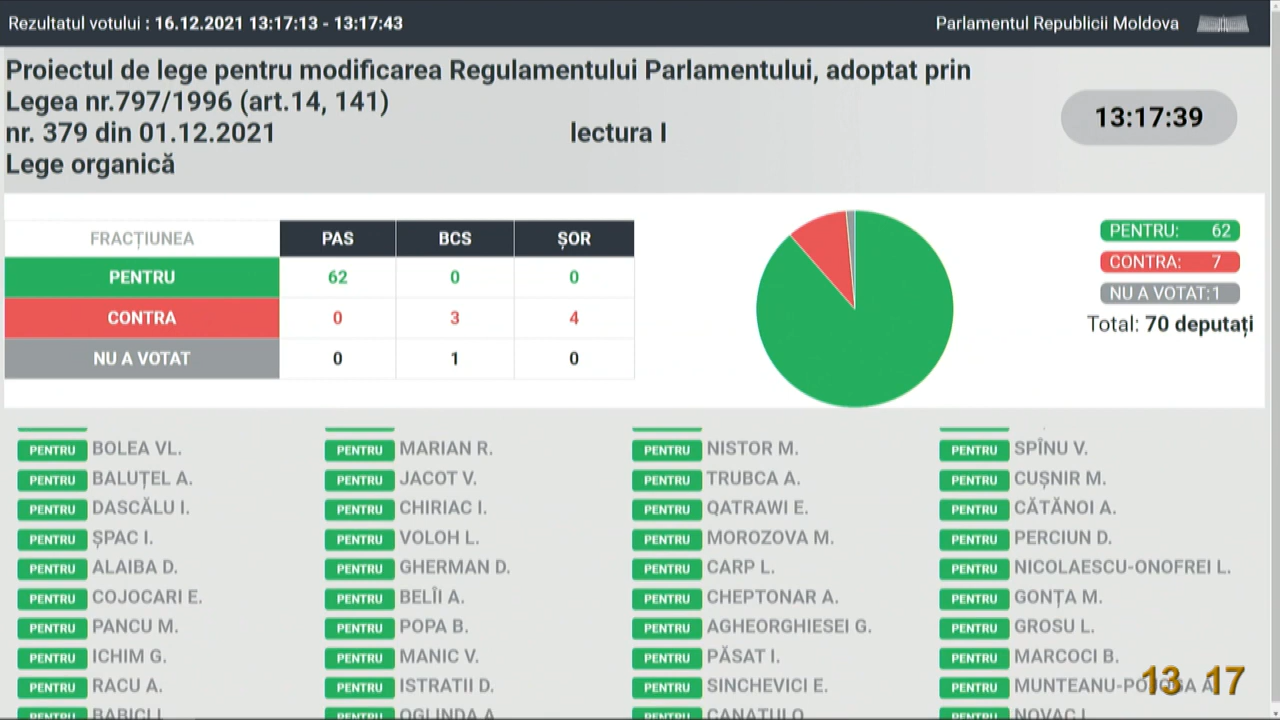 Rezultatul votului : 16.12.2021 13:17:13 - 13:17:43
Parlamentul Republicii Moldova
Proiectul de lege pentru modificarea Regulamentului Parlamentului, adoptat prin
Legea nr.797/1996 (art.14, 141)
nr. 379 din 01.12.2021 lectura I
Lege organică
13:17:39
FRACȚIUNEA PAS BCS ȘOR
PENTRU 62 0 0
CONTRA 0 3 4
NU A VOTAT 0 1 0
PENTRU: 62
CONTRA: 7
NU A VOTAT:1
Total: 70 deputați
PENTRU BOLEA VL. PENTRU MARIAN R. PENTRU NISTOR M. PENTRU SPÎNU V.
PENTRU BALUȚEL A. PENTRU JACOT V. PENTRU TRUBCA A. PENTRU CUȘNIR M.
PENTRU DASCĂLU I. PENTRU CHIRIAC I. PENTRU QATRAWI E. PENTRU CĂTĂNOI A.
PENTRU ȘPAC I. PENTRU VOLOH L. PENTRU MOROZOVA M. PENTRU PERCIUN D.
PENTRU ALAIBA D. PENTRU GHERMAN D. PENTRU CARP L. PENTRU NICOLAESCU-ONOFREI L.
PENTRU COJOCARI E. PENTRU BELÎI A. PENTRU CHEPTONAR A. PENTRU GONȚA M.
PENTRU PANCU M. PENTRU POPA B. PENTRU AGHEORGHIESEI G. PENTRU GROSU L.
PENTRU ICHIM G. PENTRU MANIC V. PENTRU PĂSAT I. PENTRU MARCOCI B.
PENTRU RACU A. PENTRU ISTRATII D. PENTRU SINCHEVICI E. PENTRU
PENTRU PENTRU OGLINDA A. PENTRU PENTRU NOVAC I.
13 17